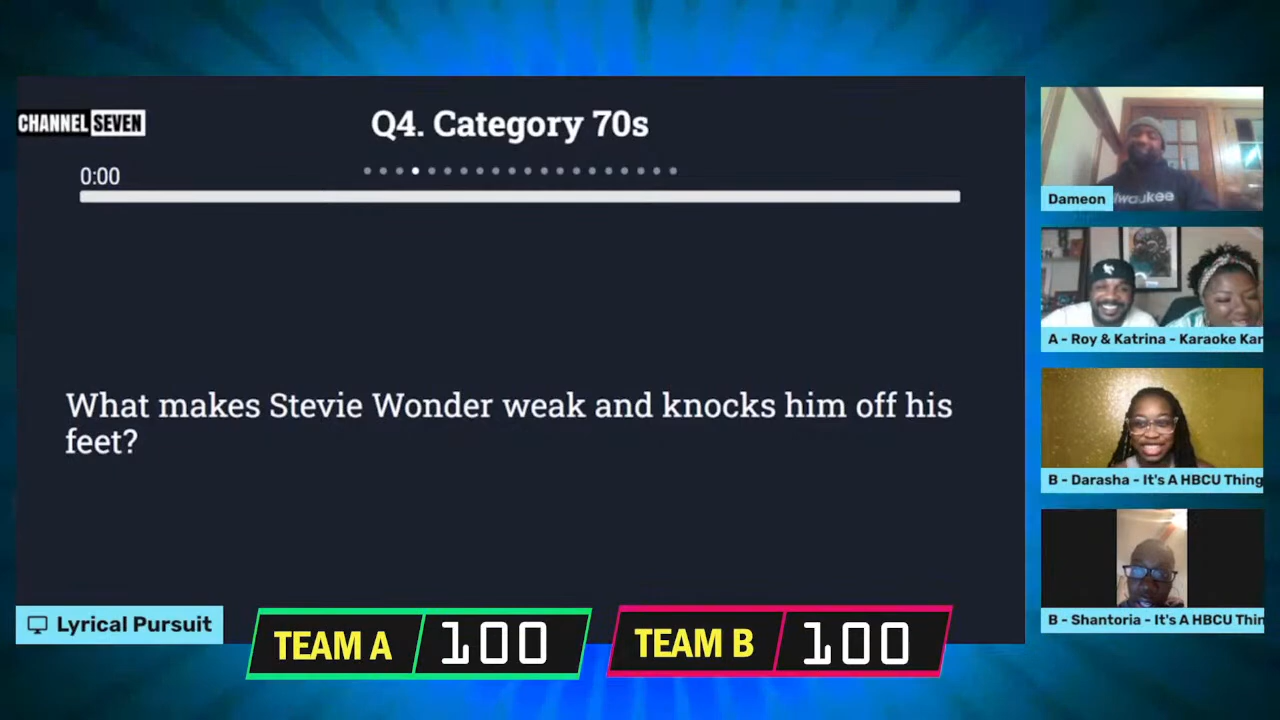 CHANNEL SEVEN
Q4. Category 70s
0:00
What makes Stevie Wonder weak and knocks him off his
feet?
Lyrical Pursuit
TEAM A 100
TEAM B 100
Dameon
A - Roy & Katrina - Karaoke Kar
B - Darasha - It's A HBCU Thing
B - Shantoria - It's A HBCU Thin